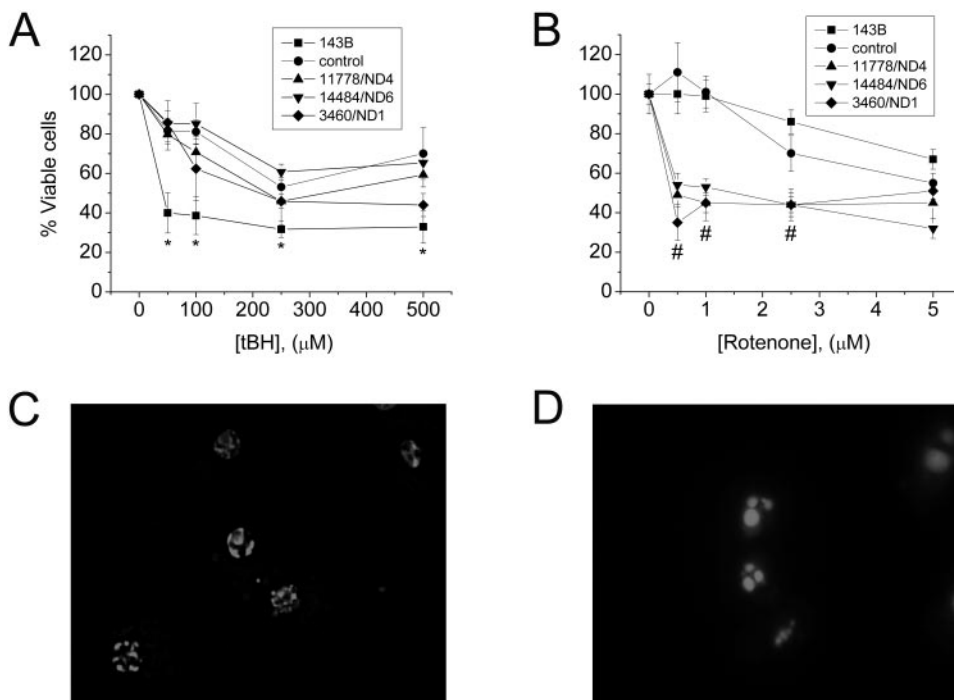 A
143B
control
11778/ND4
14484/ND6
3460/ND1
% Viable cells
120
100
80
60
40
20
0
* * * *
0 100 200 300 400 500
[tBH], (μM)
B
143B
control
11778/ND4
14484/ND6
3460/ND1
120
100
80
60
40
20
0
# # #
0 1 2 3 4 5
[Rotenone], (μM)
C
D